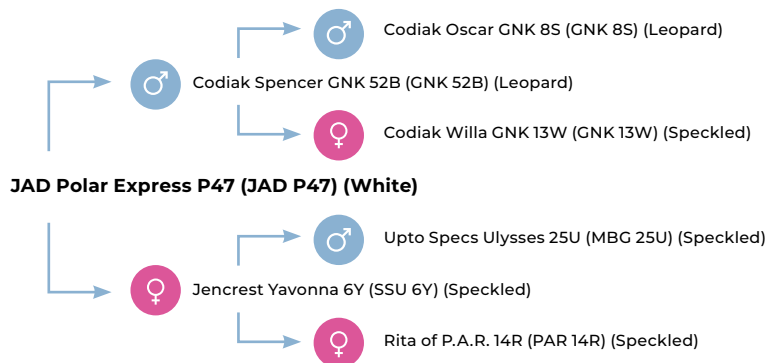 Codiak Oscar GNK 8S (GNK 8S) (Leopard)
Codiak Spencer GNK 52B (GNK 52B) (Leopard)
Codiak Willa GNK 13W (GNK 13W) (Speckled)
JAD Polar Express P47 (JAD P47) (White)
Upto Specs Ulysses 25U (MBG 25U) (Speckled)
Jencrest Yavonna 6Y (SSU 6Y) (Speckled)
Rita of P.A.R. 14R (PAR 14R) (Speckled)